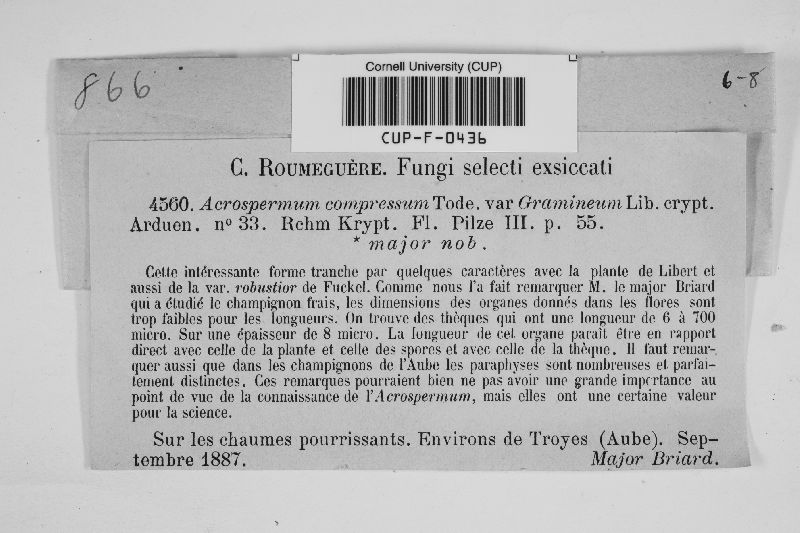 866
Cornell University (CUP)
6-8
CUP-F-0436
C. ROUMEGUÈRE. Fungi selecti exsiccati
4560. Acrospermum compressum Tode. var Gramineum Lib. crypt.
Arduen. nº 33. Rehm Krypt. Fl. Pilze III. p. 55.
* major nob.
Cette intéressante forme tranche par quelques caractères avec la plante de Libert et
aussi de la var. robustior de Fuckel. Comme nous l'a fait remarquer M. le major Briard
qui a étudié le champignon frais, les dimensions des organes donnés dans les flores sont
trop faibles pour les longueurs. On trouve des thèques qui ont une longueur de 6 à 700
micro. Sur une épaisseur de 8 micro. La longueur de cet organe paraît être en rapport
direct avec celle de la plante et celle des spores et avec celle de la thèque. Il faut remar-
quer aussi que dans les champignons de l'Aube les paraphyses sont nombreuses et parfai-
tement distinctes. Ces remarques pourraient bien ne pas avoir une grande importance au
point de vue de la connaissance de l'Acrospermum, mais elles ont une certaine valeur
pour la science.
Sur les chaumes pourrissants. Environs de Troyes (Aube). Sep-
tembre 1887. Major Briard.